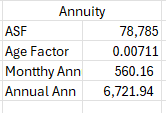 Annuity
ASF 78,785
Age Factor 0.00711
Montthy Ann 560.16
Annual Ann 6,721.94